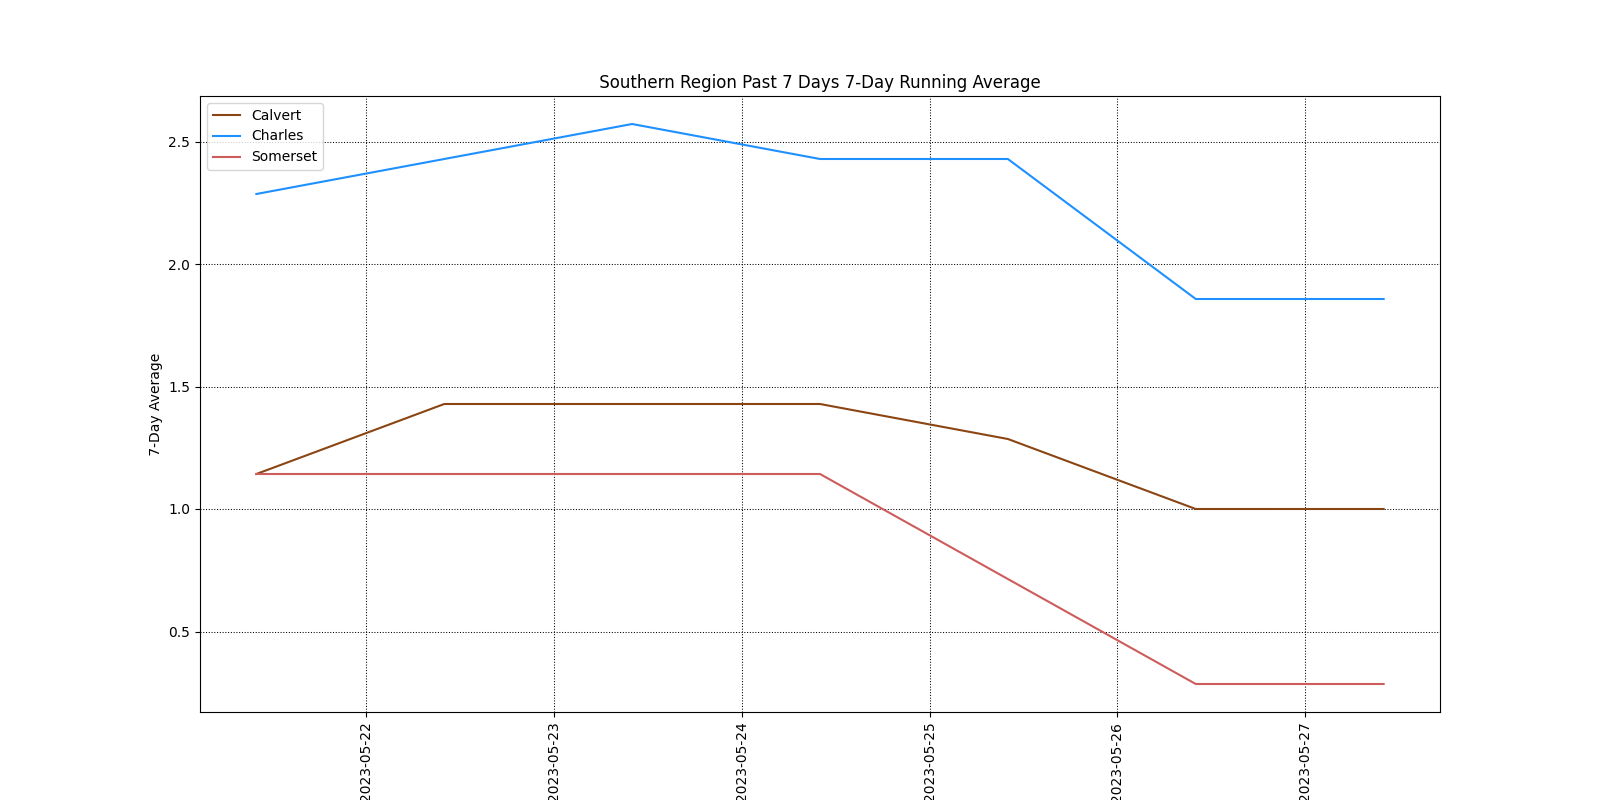 Southern Region Past 7 Days 7-Day Running Average
Calvert
Charles
Somerset
2.5
2.0
1.5
1.0
0.5
7-Day Average
2023-05-22
2023-05-23
2023-05-24
2023-05-25
2023-05-26
2023-05-27